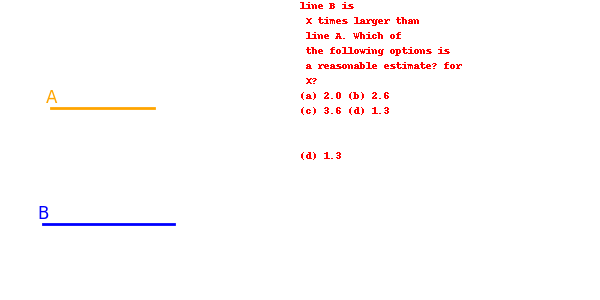 line B is
X times larger than
line A. Which of
the following options is
a reasonable estimate? for
X?
(a) 2.0 (b) 2.6
(c) 3.6 (d) 1.3
(d) 1.3
A
B